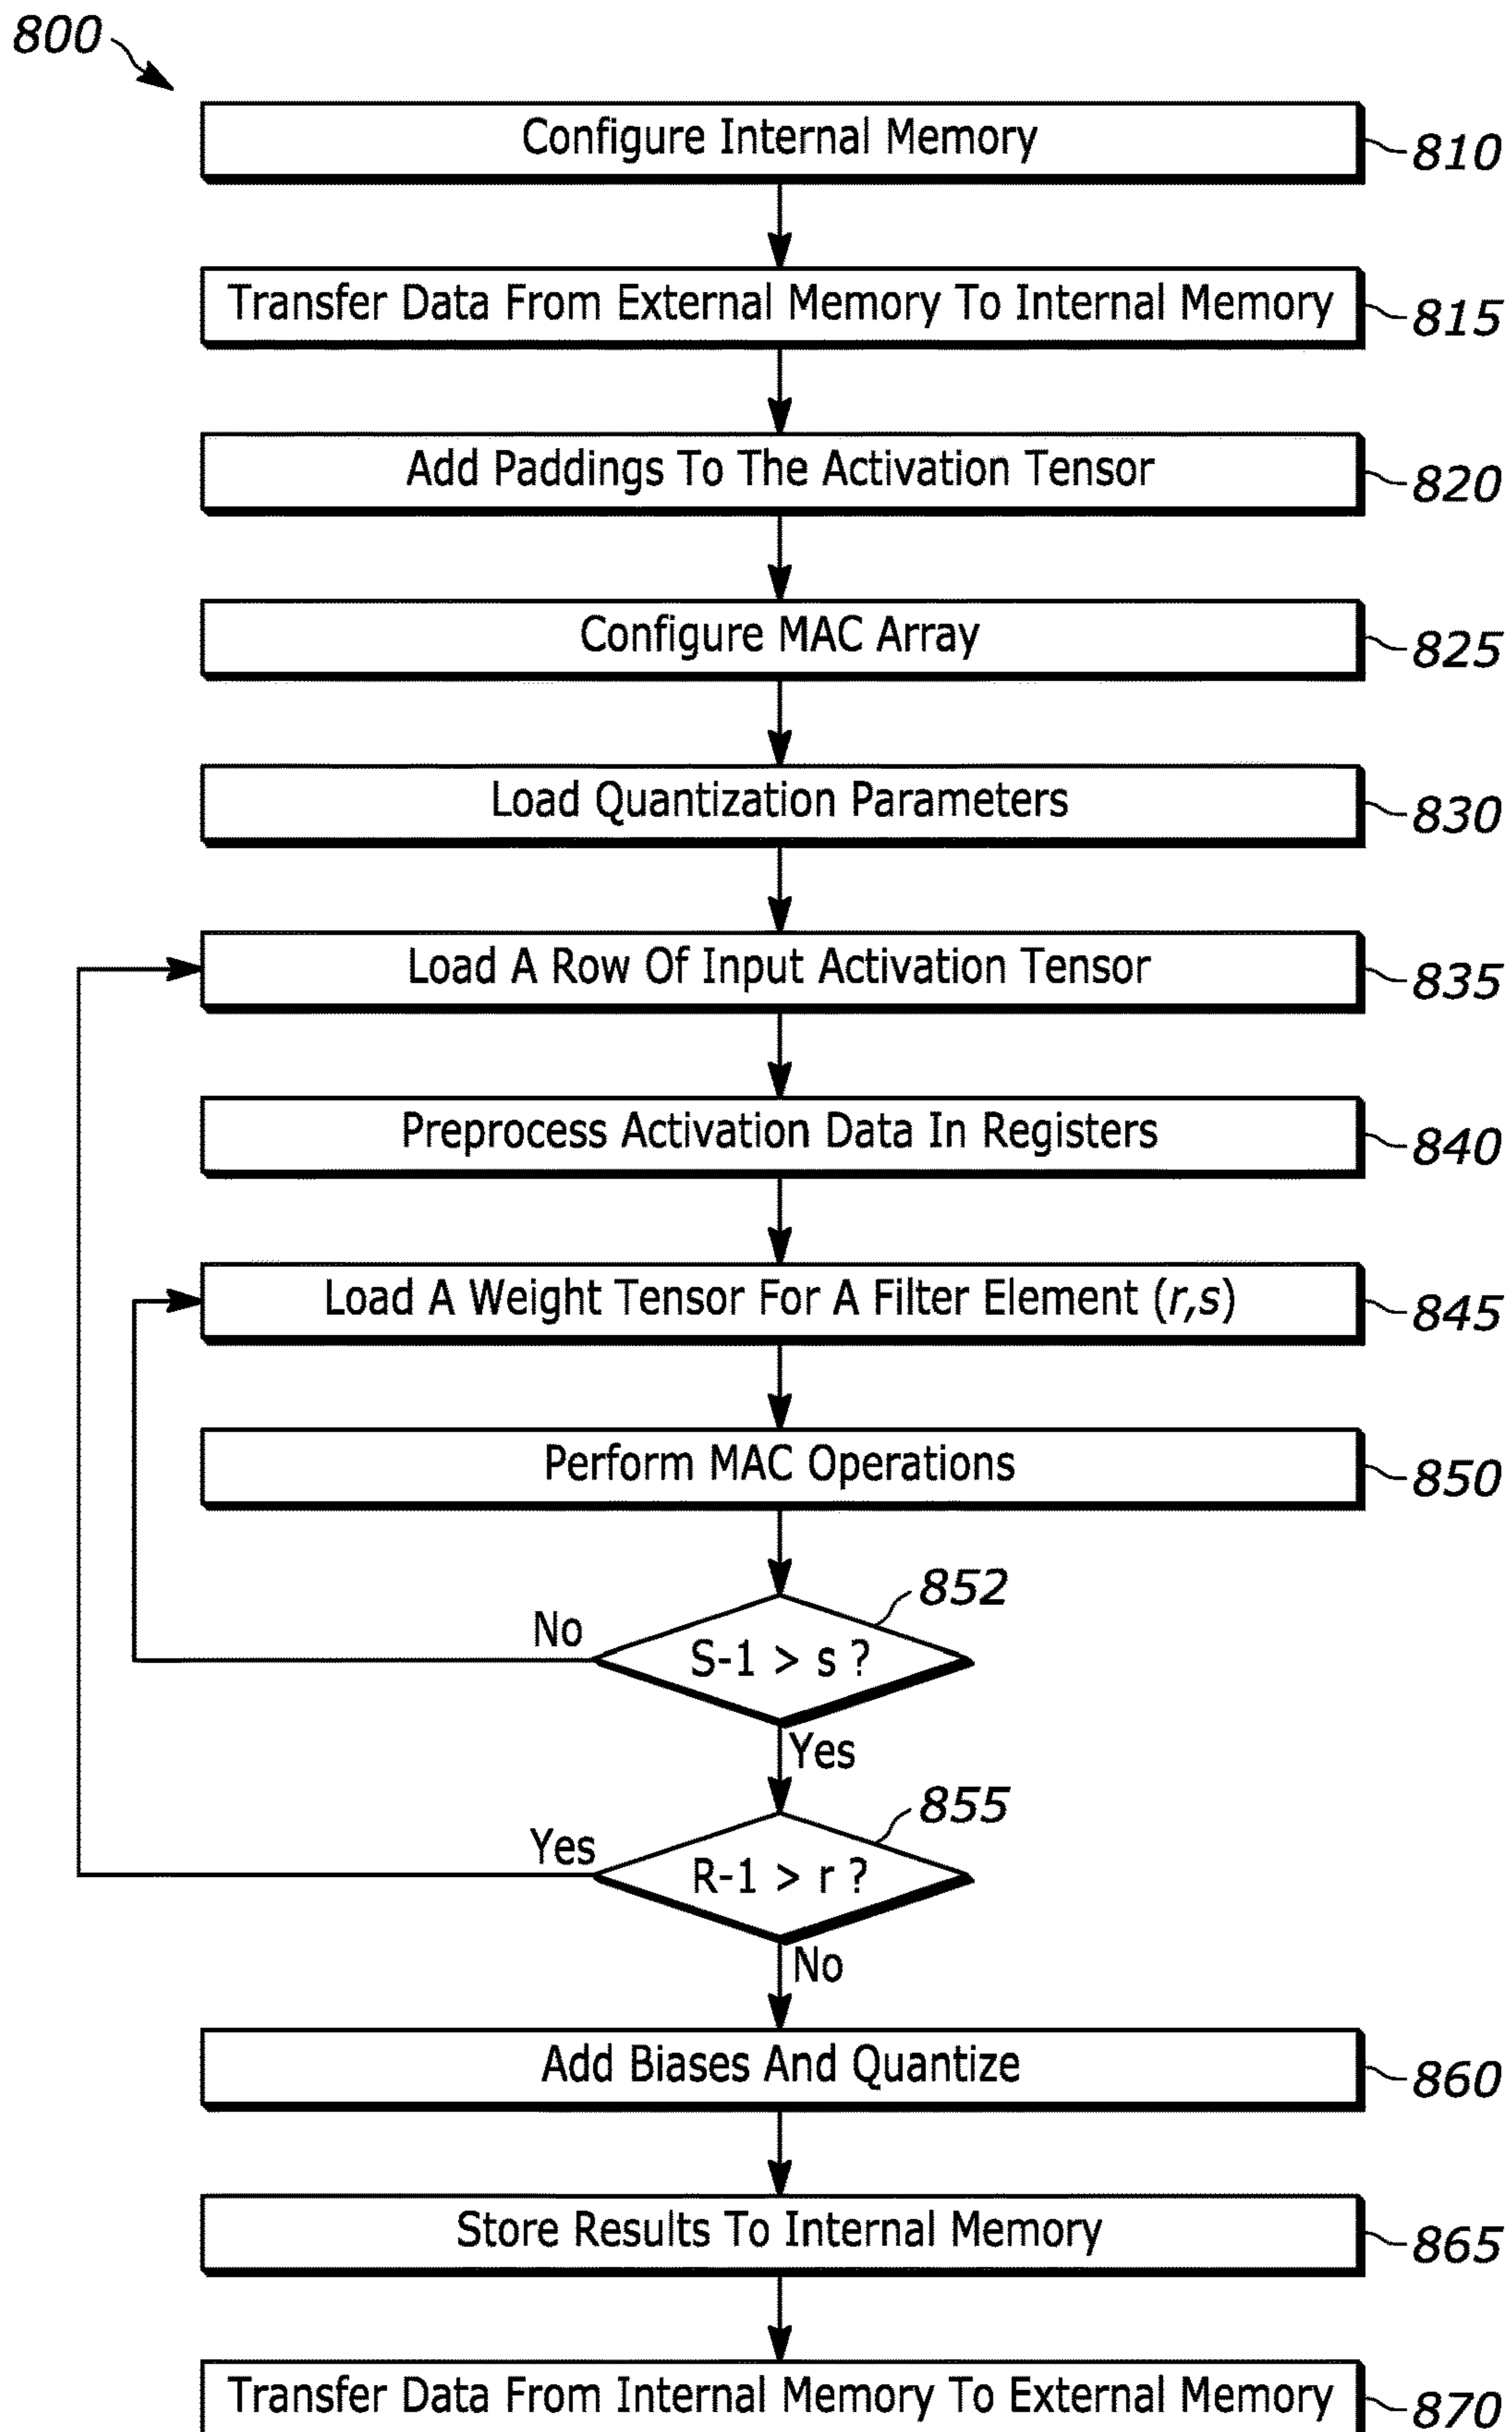 800
Configure Internal Memory
810
Transfer Data From External Memory To Internal Memory
815
Add Paddings To The Activation Tensor
820
Configure MAC Array
825
Load Quantization Parameters
830
Load A Row Of Input Activation Tensor
835
Preprocess Activation Data In Registers
840
Load A Weight Tensor For A Filter Element (r,s)
845
Perform MAC Operations
850
852
No
S-1 > s ?
Yes
855
Yes
R-1 > r ?
No
Add Biases And Quantize
860
Store Results To Internal Memory
865
Transfer Data From Internal Memory To External Memory
870